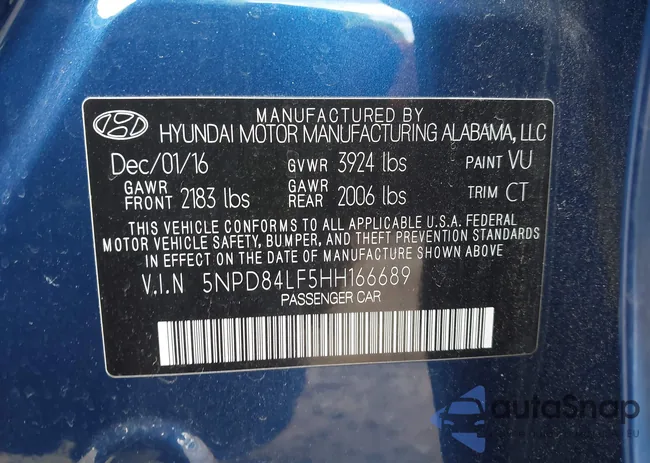 MANUFACTURED BY
HYUNDAI MOTOR MANUFACTURING ALABAMA, LLC
Dec/01/16 GVWR 3924 lbs PAINT VU
GAWR FRONT 2183 lbs GAWR REAR 2006 lbs TRIM CT
THIS VEHICLE CONFORMS TO ALL APPLICABLE U.S.A. FEDERAL
MOTOR VEHICLE SAFETY, BUMPER, AND THEFT PREVENTION STANDARDS
IN EFFECT ON THE DATE OF MANUFACTURE SHOWN ABOVE
V.I.N 5NPD84LF5HH166689
PASSENGER CAR
autoSnap